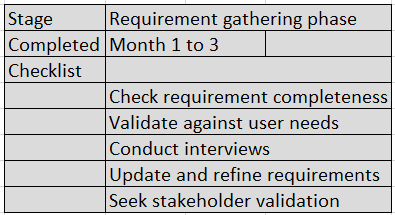 Stage Requirement gathering phase
Completed Month 1 to 3
Checklist
Check requirement completeness
Validate against user needs
Conduct interviews
Update and refine requirements
Seek stakeholder validation